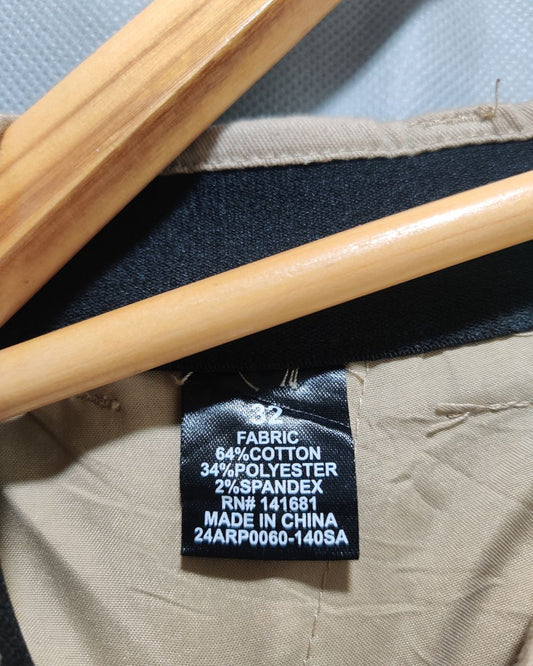 32
FABRIC
64%COTTON
34%POLYESTER
2%SPANDEX
RN# 141681
MADE IN CHINA
24ARP0060-140SA